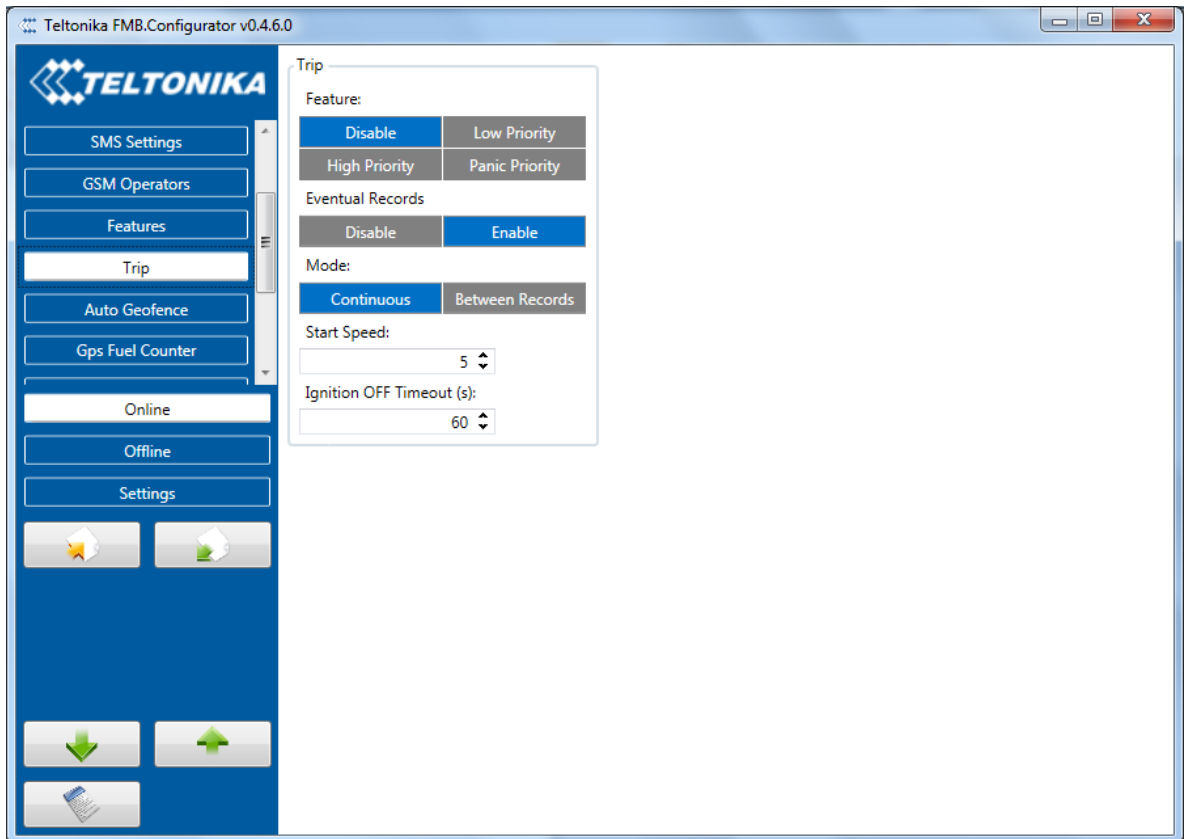 Teltonika FMB.Configurator v0.4.6.0
TELTONIKA
SMS Settings
GSM Operators
Features
Trip
Auto Geofence
Gps Fuel Counter
Online
Offline
Settings
Trip
Feature:
Disable Low Priority
High Priority Panic Priority
Eventual Records
Disable Enable
Mode:
Continuous Between Records
Start Speed:
5
Ignition OFF Timeout (s):
60